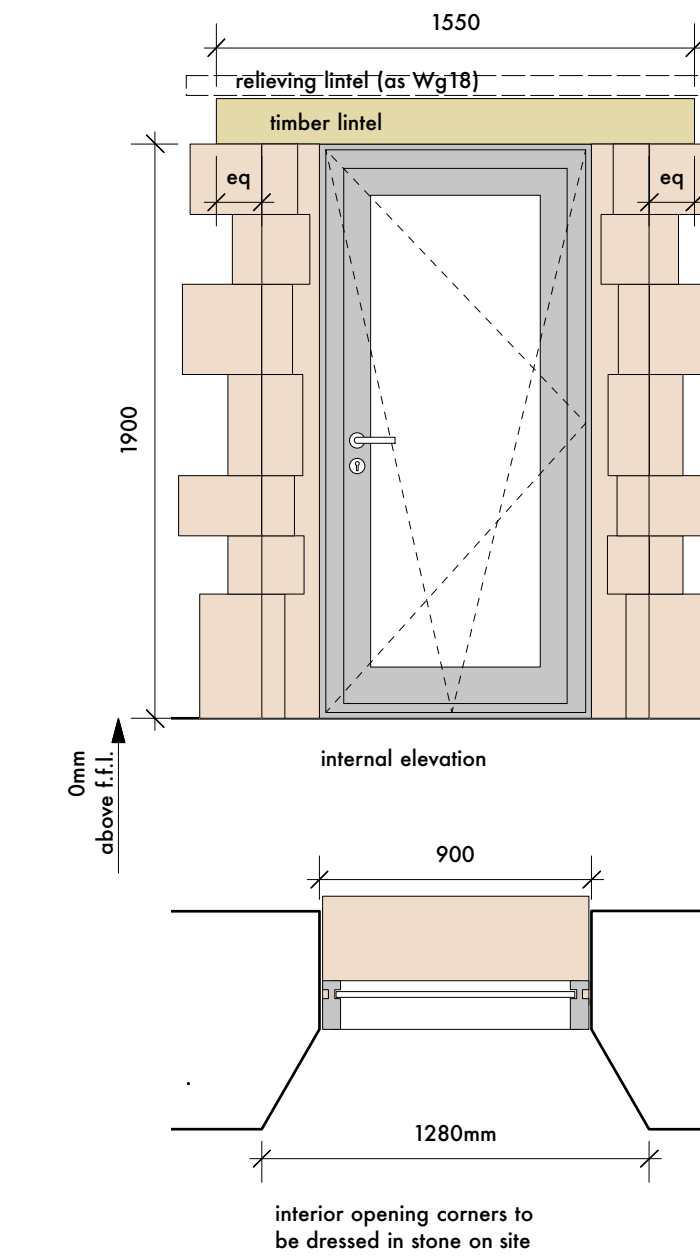 1550
relieving lintel (as Wg18)
timber lintel
eq
eq
1900
internal elevation
0mm
above f.f.l.
900
1280mm
interior opening corners to
be dressed in stone on site